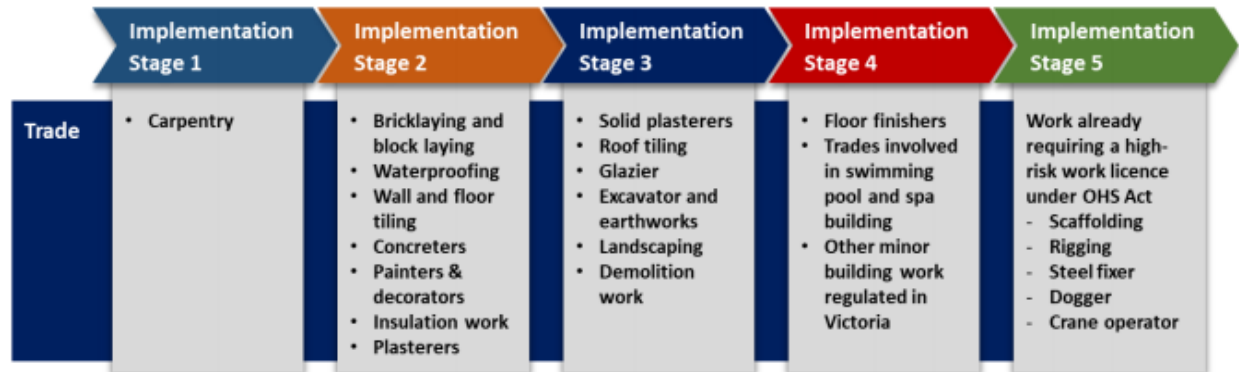 Implementation
Stage 1
Implementation
Stage 2
Implementation
Stage 3
Implementation
Stage 4
Implementation
Stage 5
Trade
• Carpentry
• Bricklaying and
block laying
• Waterproofing
• Wall and floor
tiling
• Concreters
• Painters &
decorators
• Insulation work
• Plasterers
• Solid plasterers
• Roof tiling
• Glazier
• Excavator and
earthworks
• Landscaping
• Demolition
work
• Floor finishers
• Trades involved
in swimming
pool and spa
building
• Other minor
building work
regulated in
Victoria
Work already
requiring a high-
risk work licence
under OHS Act
- Scaffolding
- Rigging
- Steel fixer
- Dogger
- Crane operator